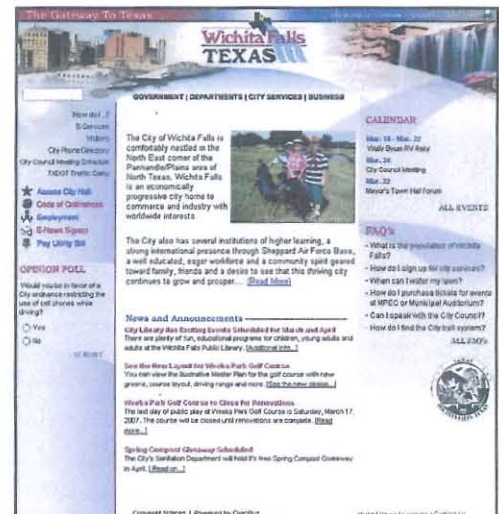 The Gateway To Texas
Wichita Falls
TEXAS
GOVERNMENT | DEPARTMENTS | CITY SERVICES | BUSINESS
How do I...?
E-Services
Visitors
City Phone Directory
City Council Meeting Schedule
TXDOT Traffic Cams
Access City Hall
Code of Ordinances
Employment
E-News Signup
Pay Utility Bill
OPINION POLL
Would you be in favor of a
City ordinance restricting the
use of cell phones while
driving?
Yes
No
The City of Wichita Falls is
comfortably nestled in the
North East corner of the
Panhandle/Plains area of
North Texas. Wichita Falls
is an economically
progressive city home to
commerce and industry with
worldwide interests.
The City also has several institutions of higher learning, a
strong international presence through Sheppard Air Force Base,
a well educated, eager workforce and a community spirit geared
toward family, friends and a desire to see that this thriving city
continues to grow and prosper... [Read More]
News and Announcements
City Library Has Exciting Events Scheduled for March and April
There are plenty of fun, educational programs for children, young adults and
adults at the Wichita Falls Public Library. [Additional Info...]
See the New Layout for Weeks Park Golf Course
You can view the Illustrative Master Plan for the golf course with new
greens, course layout, driving range and more. [See the new design...]
Weeks Park Golf Course to Close for Renovations
The last day of public play at Weeks Park Golf Course is Saturday, March 17,
2007. The course will be closed until renovations are complete. [Read
more...]
Spring Compost Giveaway Scheduled
The City's Sanitation Department will hold it's free Spring Compost Giveaway
in April. [Read on...]
CALENDAR
Mar. 18 - Mar. 22
Wally Byum RV Rally
City Council Meeting
Mayor's Town Hall Forum
ALL EVENTS
FAQ's
- What is the population of Wichita
Falls?
- How do I sign up for city services?
- When can I water my lawn?
- How do I purchase tickets for events
at MPEC or Municipal Auditorium?
- Can I speak with the City Council?
- How do I find the City trail system?
ALL FAQ's
Copyright Notices | Powered by CivicPlus